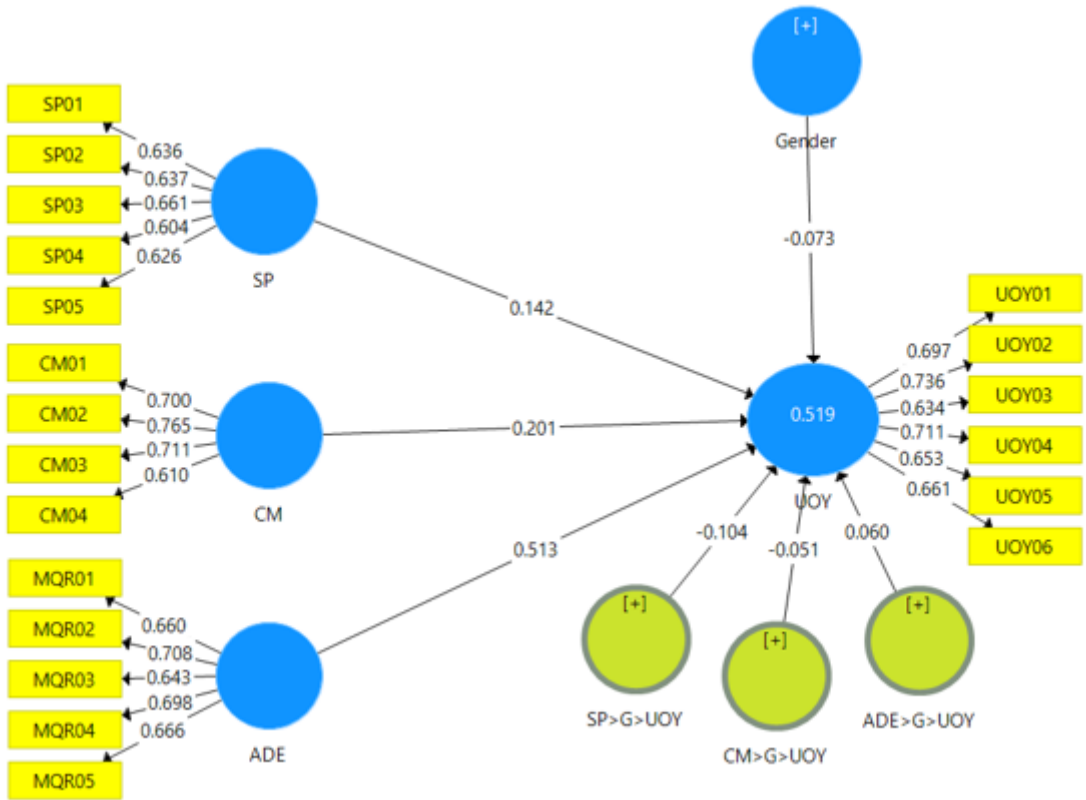 [+]
Gender
-0.073
SP01
SP02
SP03
SP04
SP05
0.636
0.637
0.661
0.604
0.626
SP
0.142
CM01
CM02
CM03
CM04
0.700
0.765
0.711
0.610
CM
0.201
MQR01
MQR02
MQR03
MQR04
MQR05
0.660
0.708
0.643
0.698
0.666
ADE
0.513
0.519
UOY
0.697
0.736
0.634
0.711
0.653
0.661
UOY01
UOY02
UOY03
UOY04
UOY05
UOY06
-0.104
-0.051
0.060
[+]
[+]
[+]
SP>G>UOY
CM>G>UOY
ADE>G>UOY